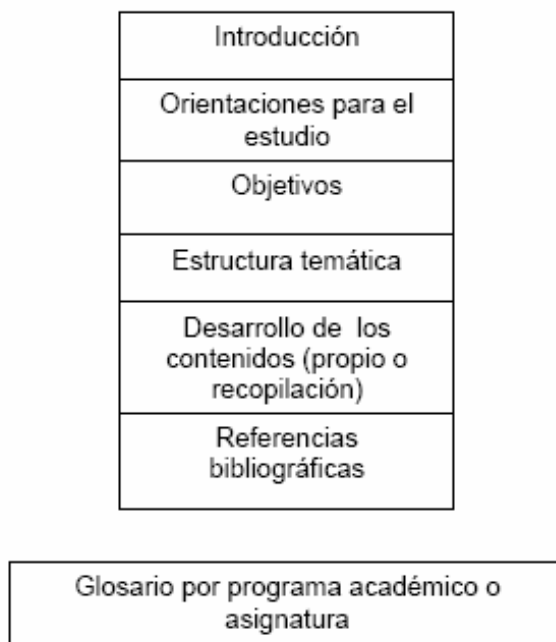 Introducción
Orientaciones para el
estudio
Objetivos
Estructura temática
Desarrollo de los
contenidos (propio o
recopilación)
Referencias
bibliográficas
Glosario por programa académico o
asignatura